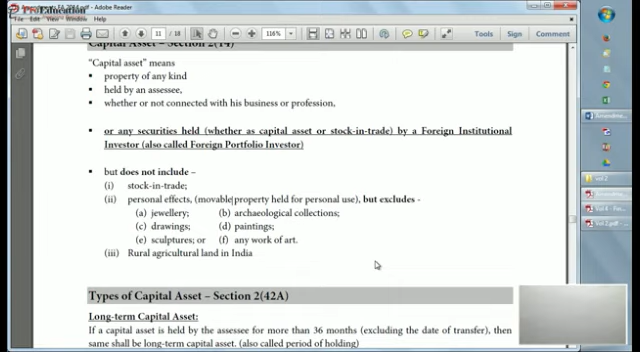 ProEducation
Adobe Reader
File Edit View Window Help
11 / 18
116%
Tools Sign Comment
Capital Asset – Section 2(14)
"Capital asset" means
▪ property of any kind
▪ held by an assessee,
▪ whether or not connected with his business or profession,
▪ or any securities held (whether as capital asset or stock-in-trade) by a Foreign Institutional
Investor (also called Foreign Portfolio Investor)
▪ but does not include –
(i) stock-in-trade;
(ii) personal effects, (movable property held for personal use), but excludes -
(a) jewellery; (b) archaeological collections;
(c) drawings; (d) paintings;
(e) sculptures; or (f) any work of art.
(iii) Rural agricultural land in India
Types of Capital Asset – Section 2(42A)
Long-term Capital Asset:
If a capital asset is held by the assessee for more than 36 months (excluding the date of transfer), then
same shall be long-term capital asset. (also called period of holding)